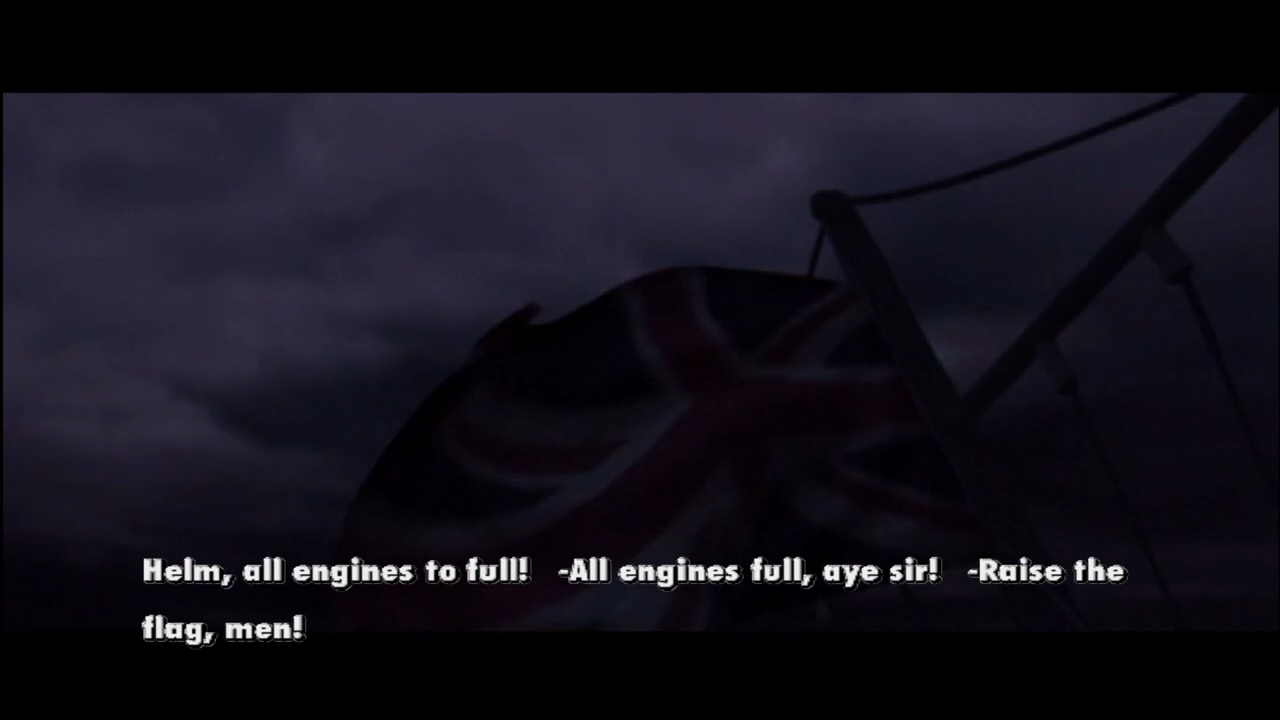 Helm, all engines to full!   -All engines full, aye sir!   -Raise the
flag, men!